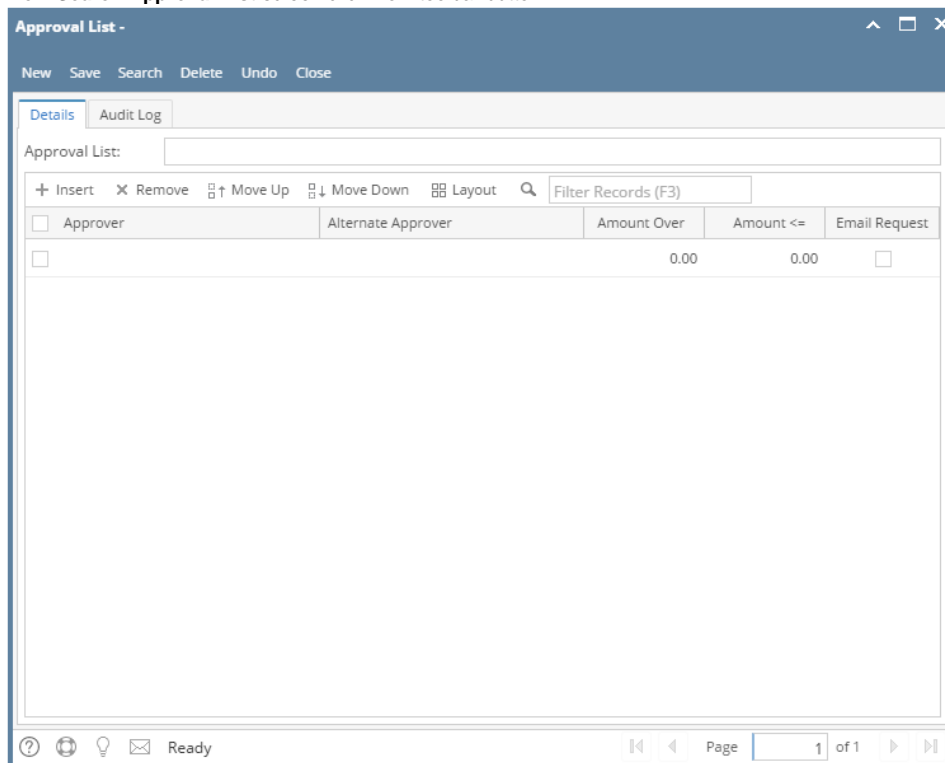 Approval List -
New Save Search Delete Undo Close
Details Audit Log
Approval List:
Insert Remove Move Up Move Down Layout Filter Records (F3)
Approver Alternate Approver Amount Over Amount <= Email Request
0.00 0.00
Ready Page 1 of 1